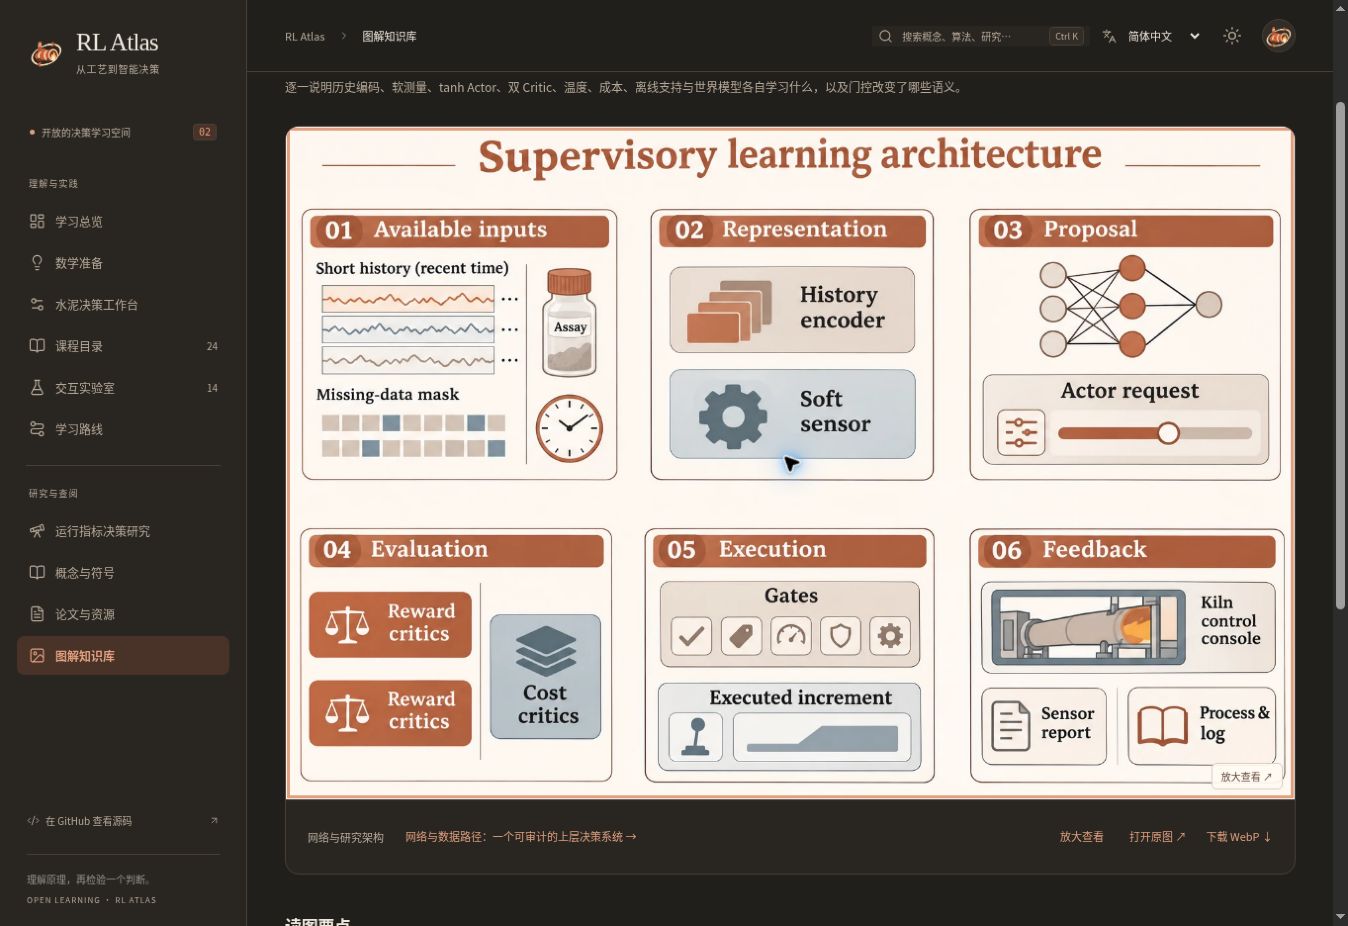 RL Atlas
从工艺到智能决策
开放的决策学习空间
02
理解与实践
学习总览
数学准备
水泥决策工作台
课程目录
24
交互实验室
14
学习路线
研究与查阅
运行指标决策研究
概念与符号
论文与资源
图解知识库
在 GitHub 查看源码 ↗
理解原理，再检验一个判断。
OPEN LEARNING · RL ATLAS
RL Atlas > 图解知识库
搜索概念、算法、研究… Ctrl K
简体中文
逐一说明历史编码、软测量、tanh Actor、双 Critic、温度、成本、离线支持与世界模型各自学习什么，以及门控改变了哪些语义。
Supervisory learning architecture
01 Available inputs
Short history (recent time)
Assay
Missing-data mask
02 Representation
History
encoder
Soft
sensor
03 Proposal
Actor request
04 Evaluation
Reward
critics
Reward
critics
Cost
critics
05 Execution
Gates
Executed increment
06 Feedback
Kiln
control
console
Sensor
report
Process &
log
放大查看 ↗
网络与研究架构
网络与数据路径：一个可审计的上层决策系统 →
放大查看
打开原图 ↗
下载 WebP ↓